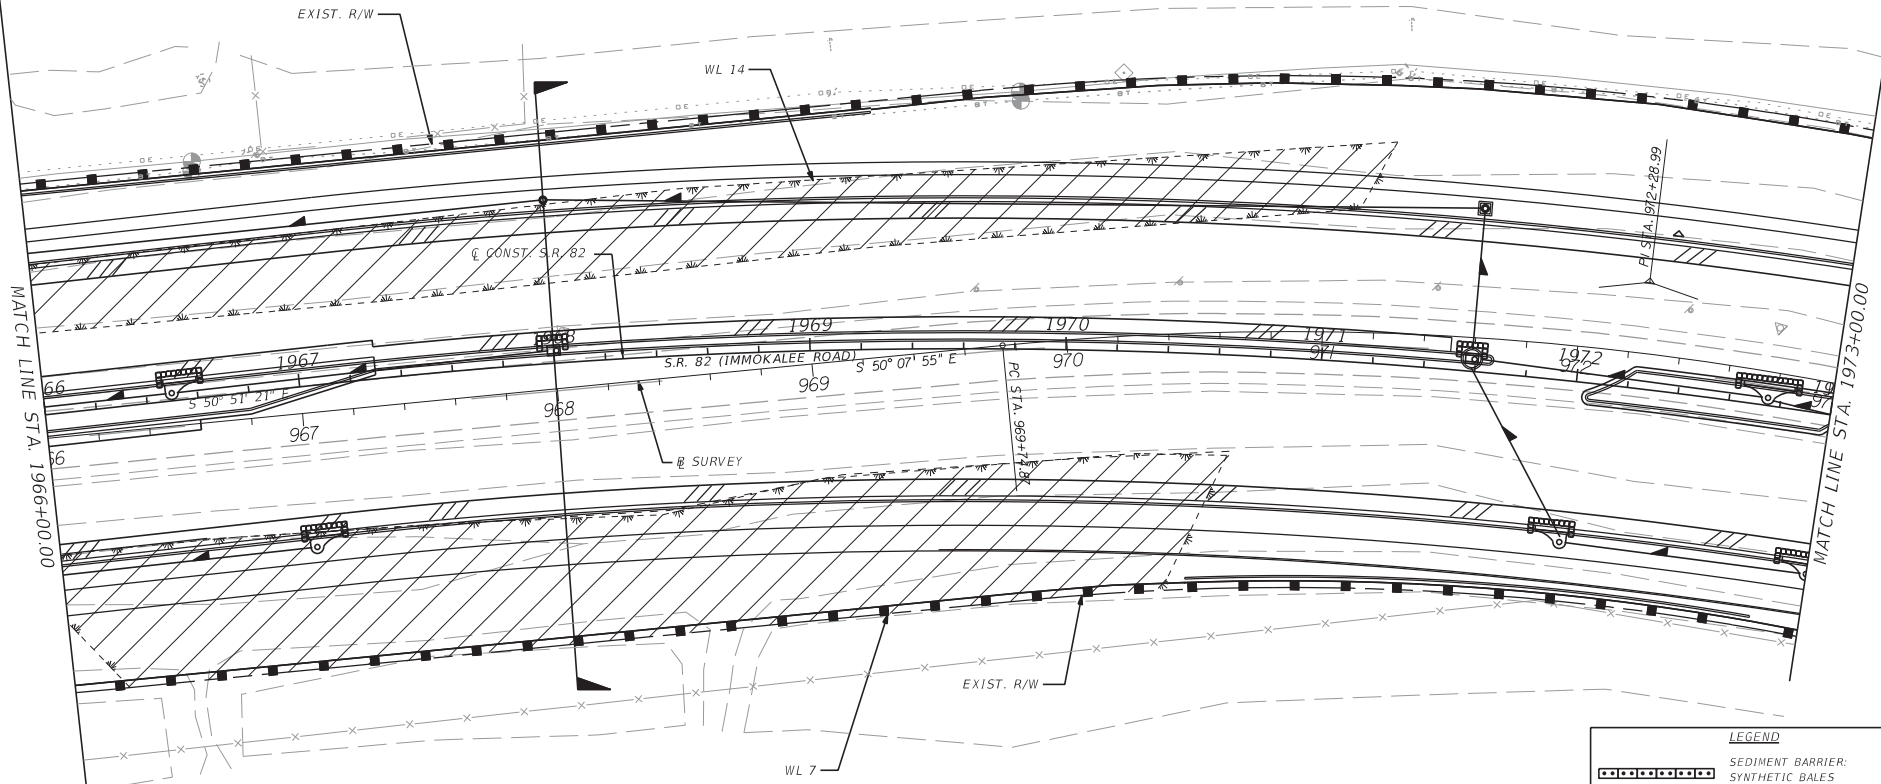 EXIST. R/W
WL 14
PI STA. 972+28.99
℄ CONST. S.R. 82
MATCH LINE STA. 1966+00.00
MATCH LINE STA. 1973+00.00
1967
1969
1970
1971
1972
971
972
S.R. 82 (IMMOKALEE ROAD)
S 50° 07' 55" E
970
969
968
967
66
66
S 50° 51' 21" E
PC STA. 969+74.87
19
97
SURVEY
EXIST. R/W
WL 7
LEGEND
SEDIMENT BARRIER:
SYNTHETIC BALES